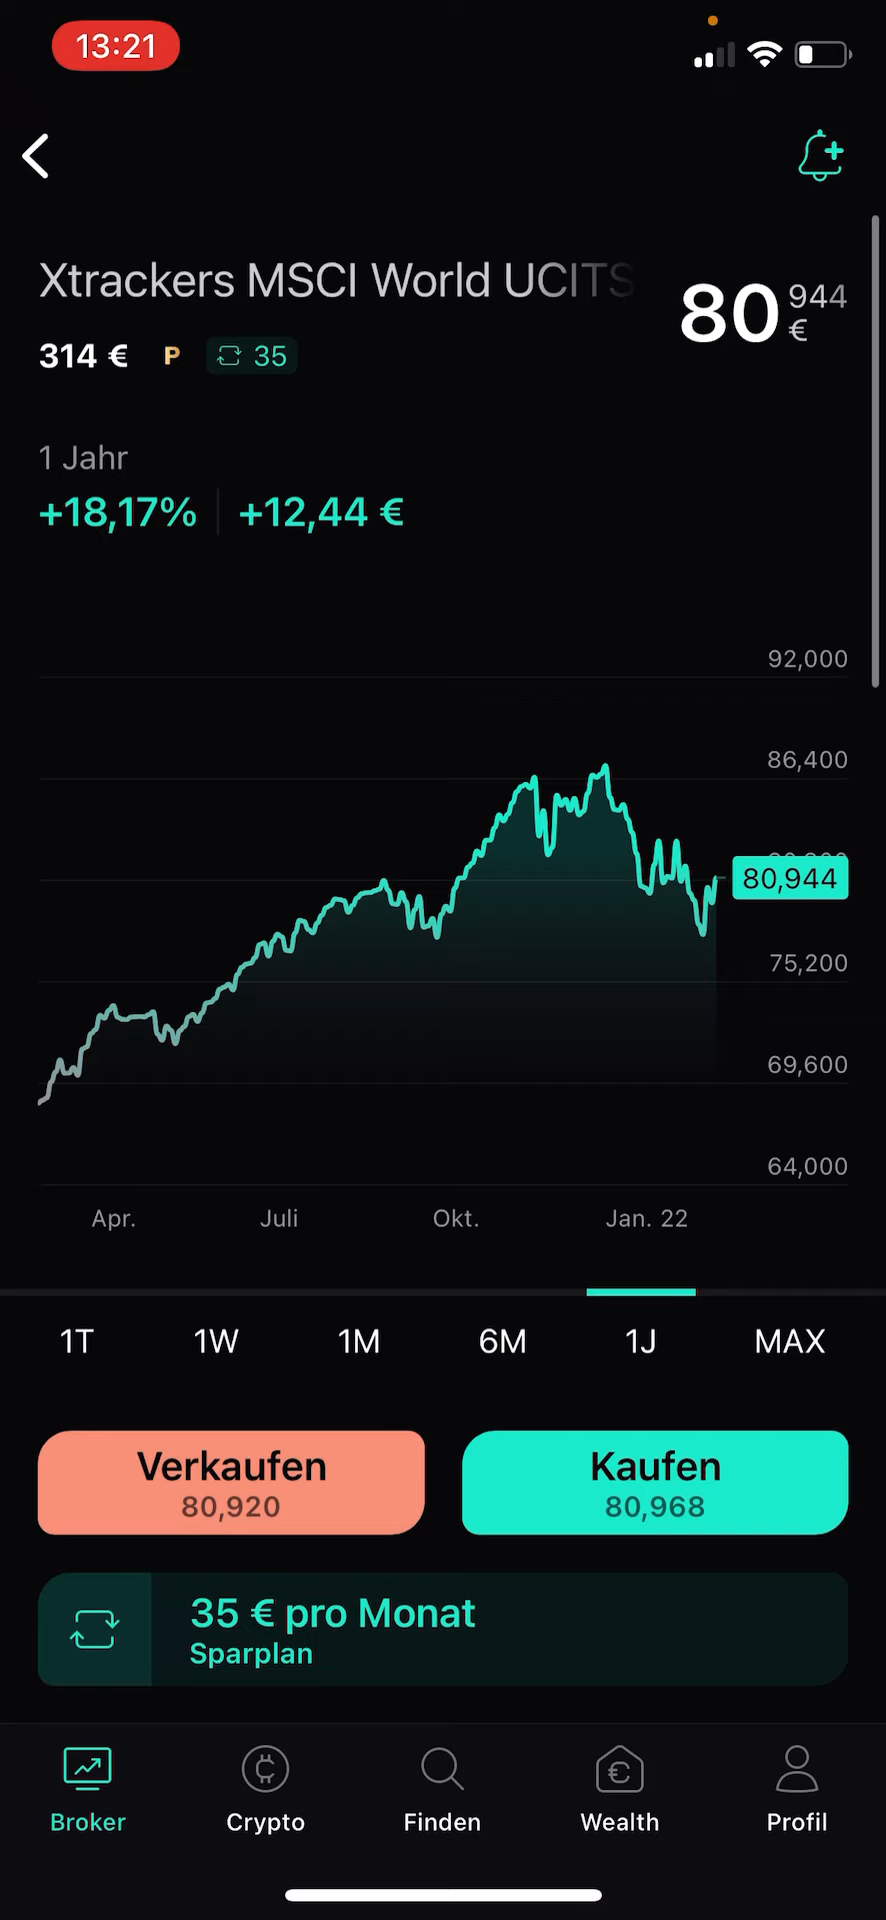 13:21
Xtrackers MSCI World UCITS
80 944 €
314 € P 35
1 Jahr
+18,17% +12,44 €
92,000
86,400
80,944
75,200
69,600
64,000
Apr. Juli Okt. Jan. 22
1T 1W 1M 6M 1J MAX
Verkaufen
80,920
Kaufen
80,968
35 € pro Monat
Sparplan
Broker Crypto Finden Wealth Profil